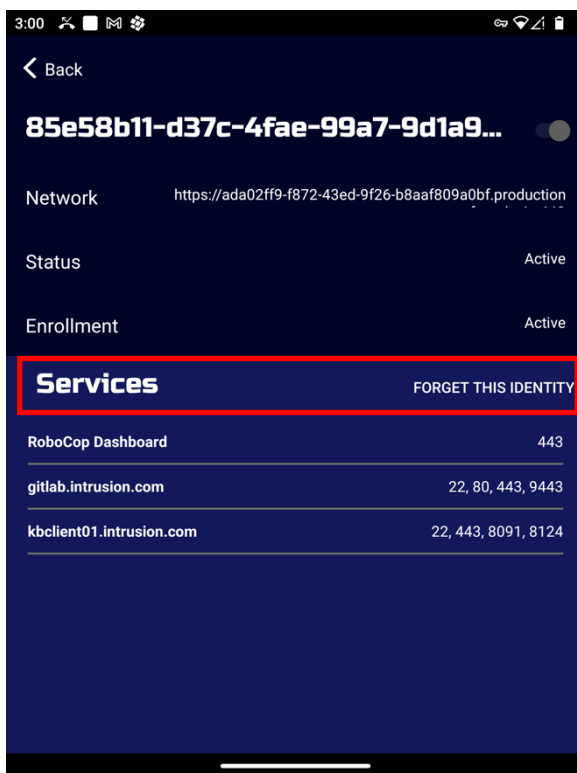 3:00
Back
85e58b11-d37c-4fae-99a7-9d1a9...
Network https://ada02ff9-f872-43ed-9f26-b8aaf809a0bf.production
Status Active
Enrollment Active
Services FORGET THIS IDENTITY
RoboCop Dashboard 443
gitlab.intrusion.com 22, 80, 443, 9443
kbclient01.intrusion.com 22, 443, 8091, 8124